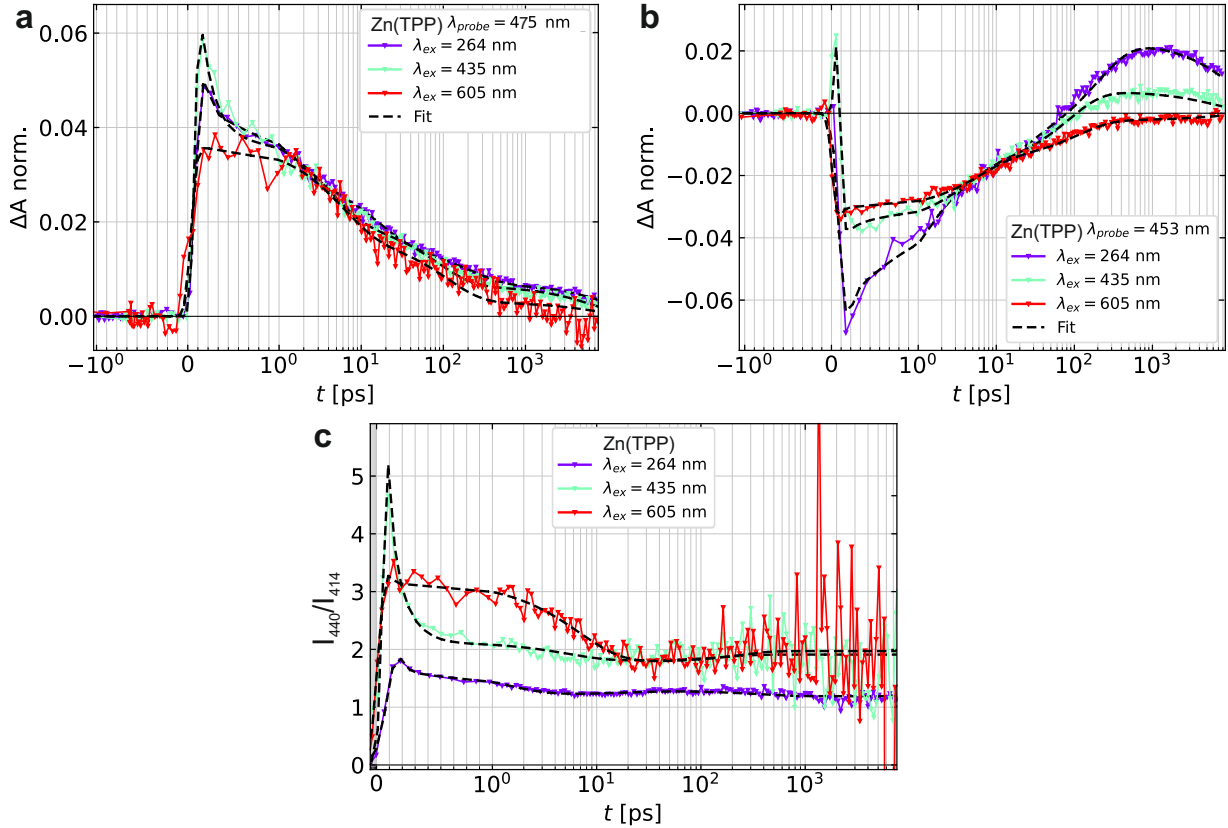 a
Zn(TPP) λprobe = 475 nm
λex = 264 nm
λex = 435 nm
λex = 605 nm
Fit
ΔA norm.
0.06
0.04
0.02
0.00
−10⁰ 0 10⁰ 10¹ 10² 10³
t [ps]
b
ΔA norm.
0.02
0.00
−0.02
−0.04
−0.06
Zn(TPP) λprobe = 453 nm
λex = 264 nm
λex = 435 nm
λex = 605 nm
Fit
−10⁰ 0 10⁰ 10¹ 10² 10³
t [ps]
c
Zn(TPP)
λex = 264 nm
λex = 435 nm
λex = 605 nm
I440/I414
5
4
3
2
1
0
0 10⁰ 10¹ 10² 10³
t [ps]